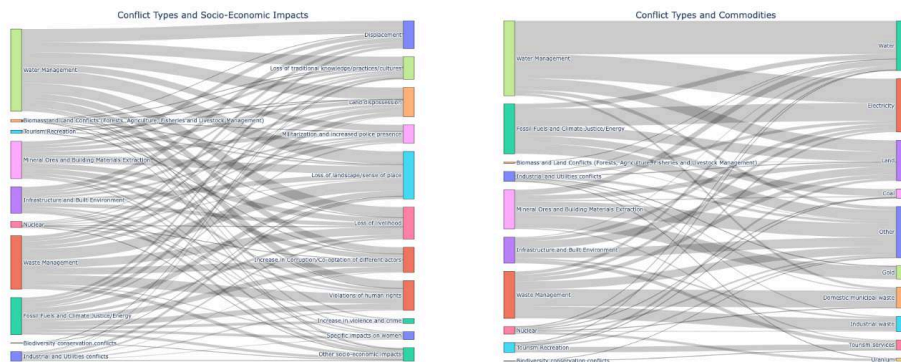 Conflict Types and Socio-Economic Impacts
Water Management
Biomass and Land Conflicts (Forests, Agriculture, Fisheries and Livestock Management)
Tourism Recreation
Mineral Ores and Building Materials Extraction
Infrastructure and Built Environment
Nuclear
Waste Management
Fossil Fuels and Climate Justice/Energy
Biodiversity conservation conflicts
Industrial and Utilities conflicts
Displacement
Loss of traditional knowledge/practices/cultures
Land dispossession
Militarization and increased police presence
Loss of landscape/sense of place
Loss of livelihood
Increase in Corruption/Co-optation of different actors
Violations of human rights
Increase in violence and crime
Specific impacts on women
Other socio-economic impacts
Conflict Types and Commodities
Water Management
Fossil Fuels and Climate Justice/Energy
Biomass and Land Conflicts (Forests, Agriculture, Fisheries and Livestock Management)
Industrial and Utilities conflicts
Mineral Ores and Building Materials Extraction
Infrastructure and Built Environment
Waste Management
Nuclear
Tourism Recreation
Biodiversity conservation conflicts
Water
Electricity
Land
Coal
Other
Gold
Domestic municipal waste
Industrial waste
Tourism services
Uranium